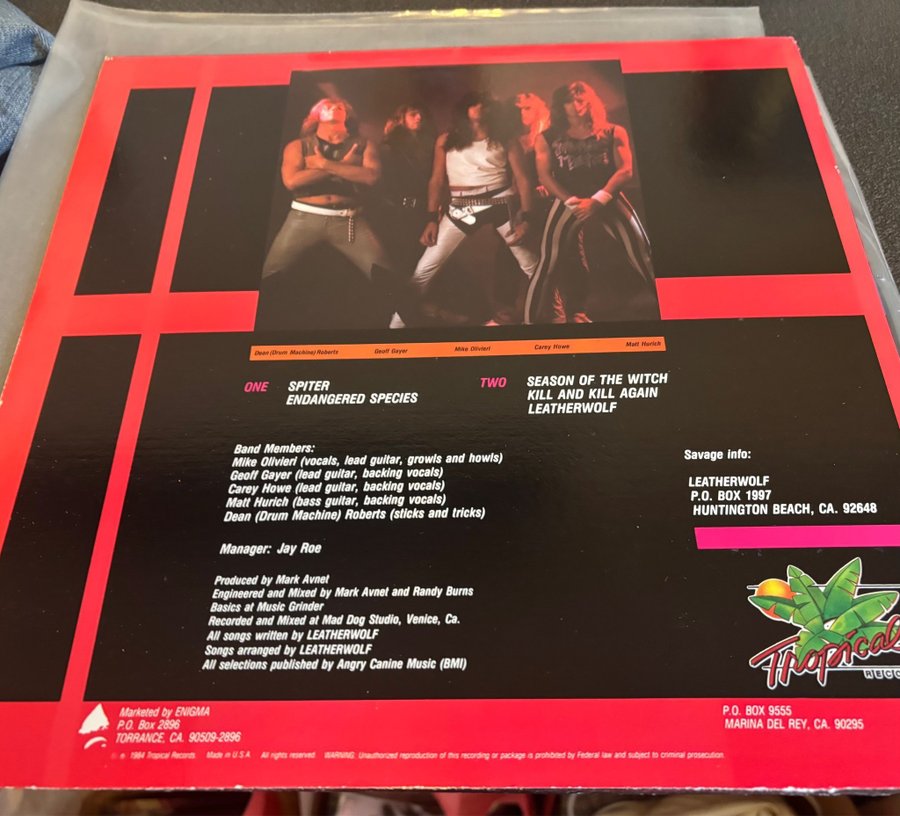 Dean (Drum Machine) Roberts Geoff Gayer Mike Olivieri Carey Howe Matt Hurich
ONE SPITER
ENDANGERED SPECIES
TWO SEASON OF THE WITCH
KILL AND KILL AGAIN
LEATHERWOLF
Band Members:
Mike Olivieri (vocals, lead guitar, growls and howls)
Geoff Gayer (lead guitar, backing vocals)
Carey Howe (lead guitar, backing vocals)
Matt Hurich (bass guitar, backing vocals)
Dean (Drum Machine) Roberts (sticks and tricks)
Manager: Jay Roe
Produced by Mark Avnet
Engineered and Mixed by Mark Avnet and Randy Burns
Basics at Music Grinder
Recorded and Mixed at Mad Dog Studio, Venice, Ca.
All songs written by LEATHERWOLF
Songs arranged by LEATHERWOLF
All selections published by Angry Canine Music (BMI)
Savage info:
LEATHERWOLF
P.O. BOX 1997
HUNTINGTON BEACH, CA. 92648
Tropical
RECO
Marketed by ENIGMA
P.O. Box 2896
TORRANCE, CA. 90509-2896
P.O. BOX 9555
MARINA DEL REY, CA. 90295
1984 Tropical Records. Made in U.S.A. All rights reserved. WARNING: Unauthorized reproduction of this recording or package is prohibited by Federal law and subject to criminal prosecution.